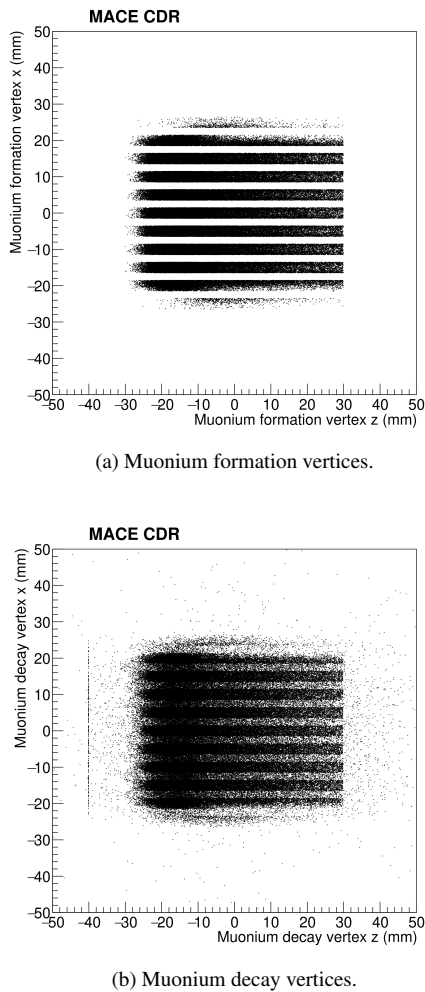 MACE CDR
Muonium formation vertex x (mm)
50
40
30
20
10
0
−10
−20
−30
−40
−50
−50 −40 −30 −20 −10 0 10 20 30 40 50
Muonium formation vertex z (mm)
(a) Muonium formation vertices.
MACE CDR
Muonium decay vertex x (mm)
50
40
30
20
10
0
−10
−20
−30
−40
−50
−50 −40 −30 −20 −10 0 10 20 30 40 50
Muonium decay vertex z (mm)
(b) Muonium decay vertices.